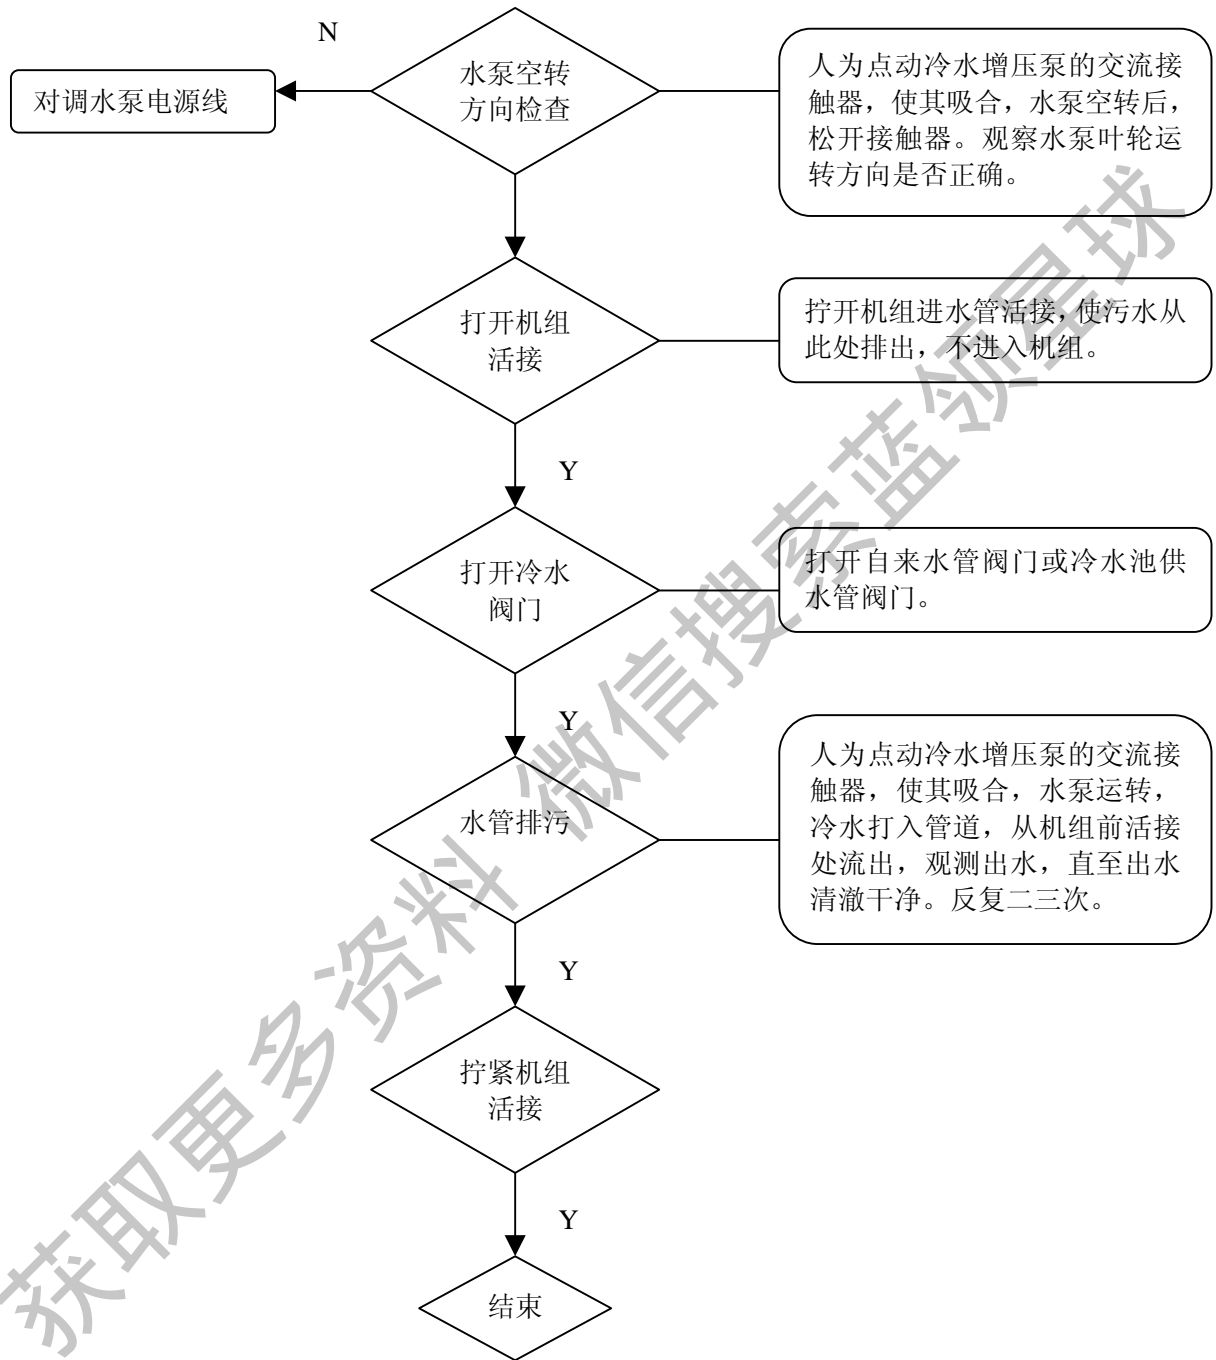 N
水泵空转
方向检查
对调水泵电源线
人为点动冷水增压泵的交流接
触器，使其吸合，水泵空转后，
松开接触器。观察水泵叶轮运
转方向是否正确。
打开机组
活接
拧开机组进水管活接，使污水从
此处排出，不进入机组。
Y
打开冷水
阀门
打开自来水管阀门或冷水池供
水管阀门。
Y
水管排污
人为点动冷水增压泵的交流接
触器，使其吸合，水泵运转，
冷水打入管道，从机组前活接
处流出，观测出水，直至出水
清澈干净。反复二三次。
Y
拧紧机组
活接
Y
结束
获取更多资料 微信搜索蓝领星球